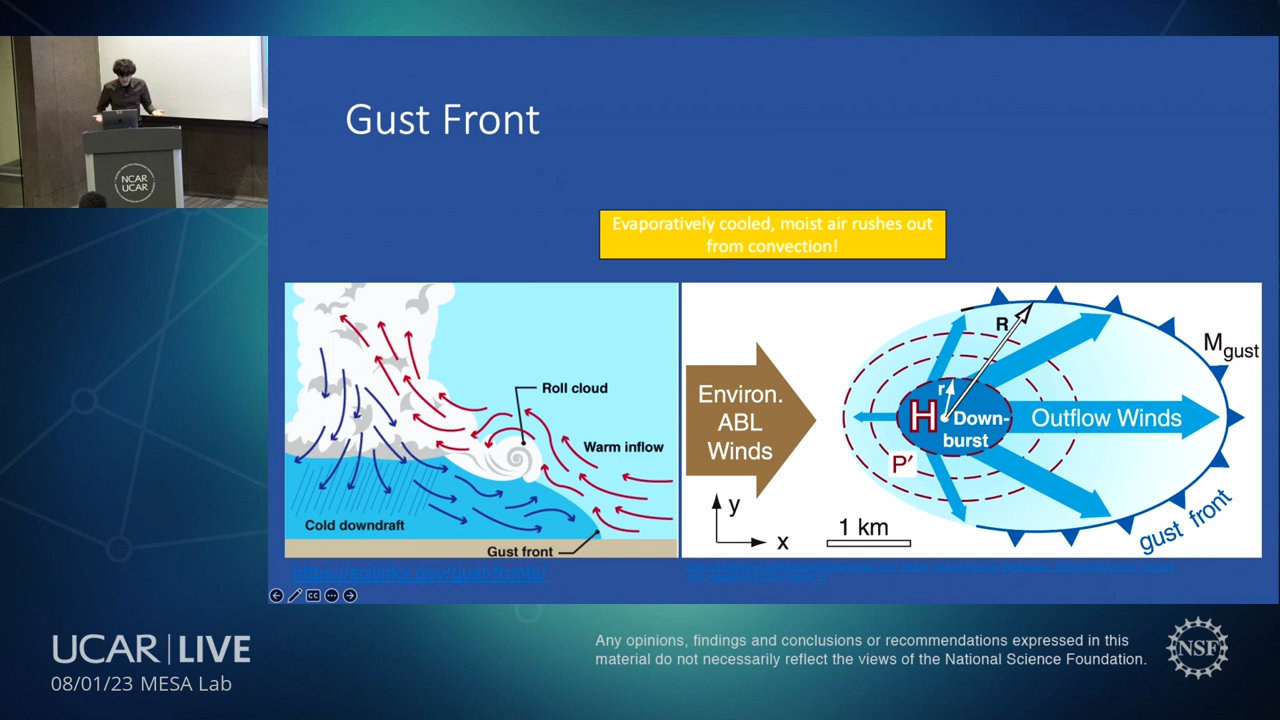 Gust Front
Evaporatively cooled, moist air rushes out
from convection!
Roll cloud
Warm inflow
Cold downdraft
Gust front
Environ.
ABL
Winds
y
x
1 km
R
r
H
Down-
burst
P′
Outflow Winds
M gust
gust front
https://scijinks.gov/gust-fronts/
CC
NCAR
UCAR
UCAR | LIVE
08/01/23 MESA Lab
Any opinions, findings and conclusions or recommendations expressed in this
material do not necessarily reflect the views of the National Science Foundation.
NSF